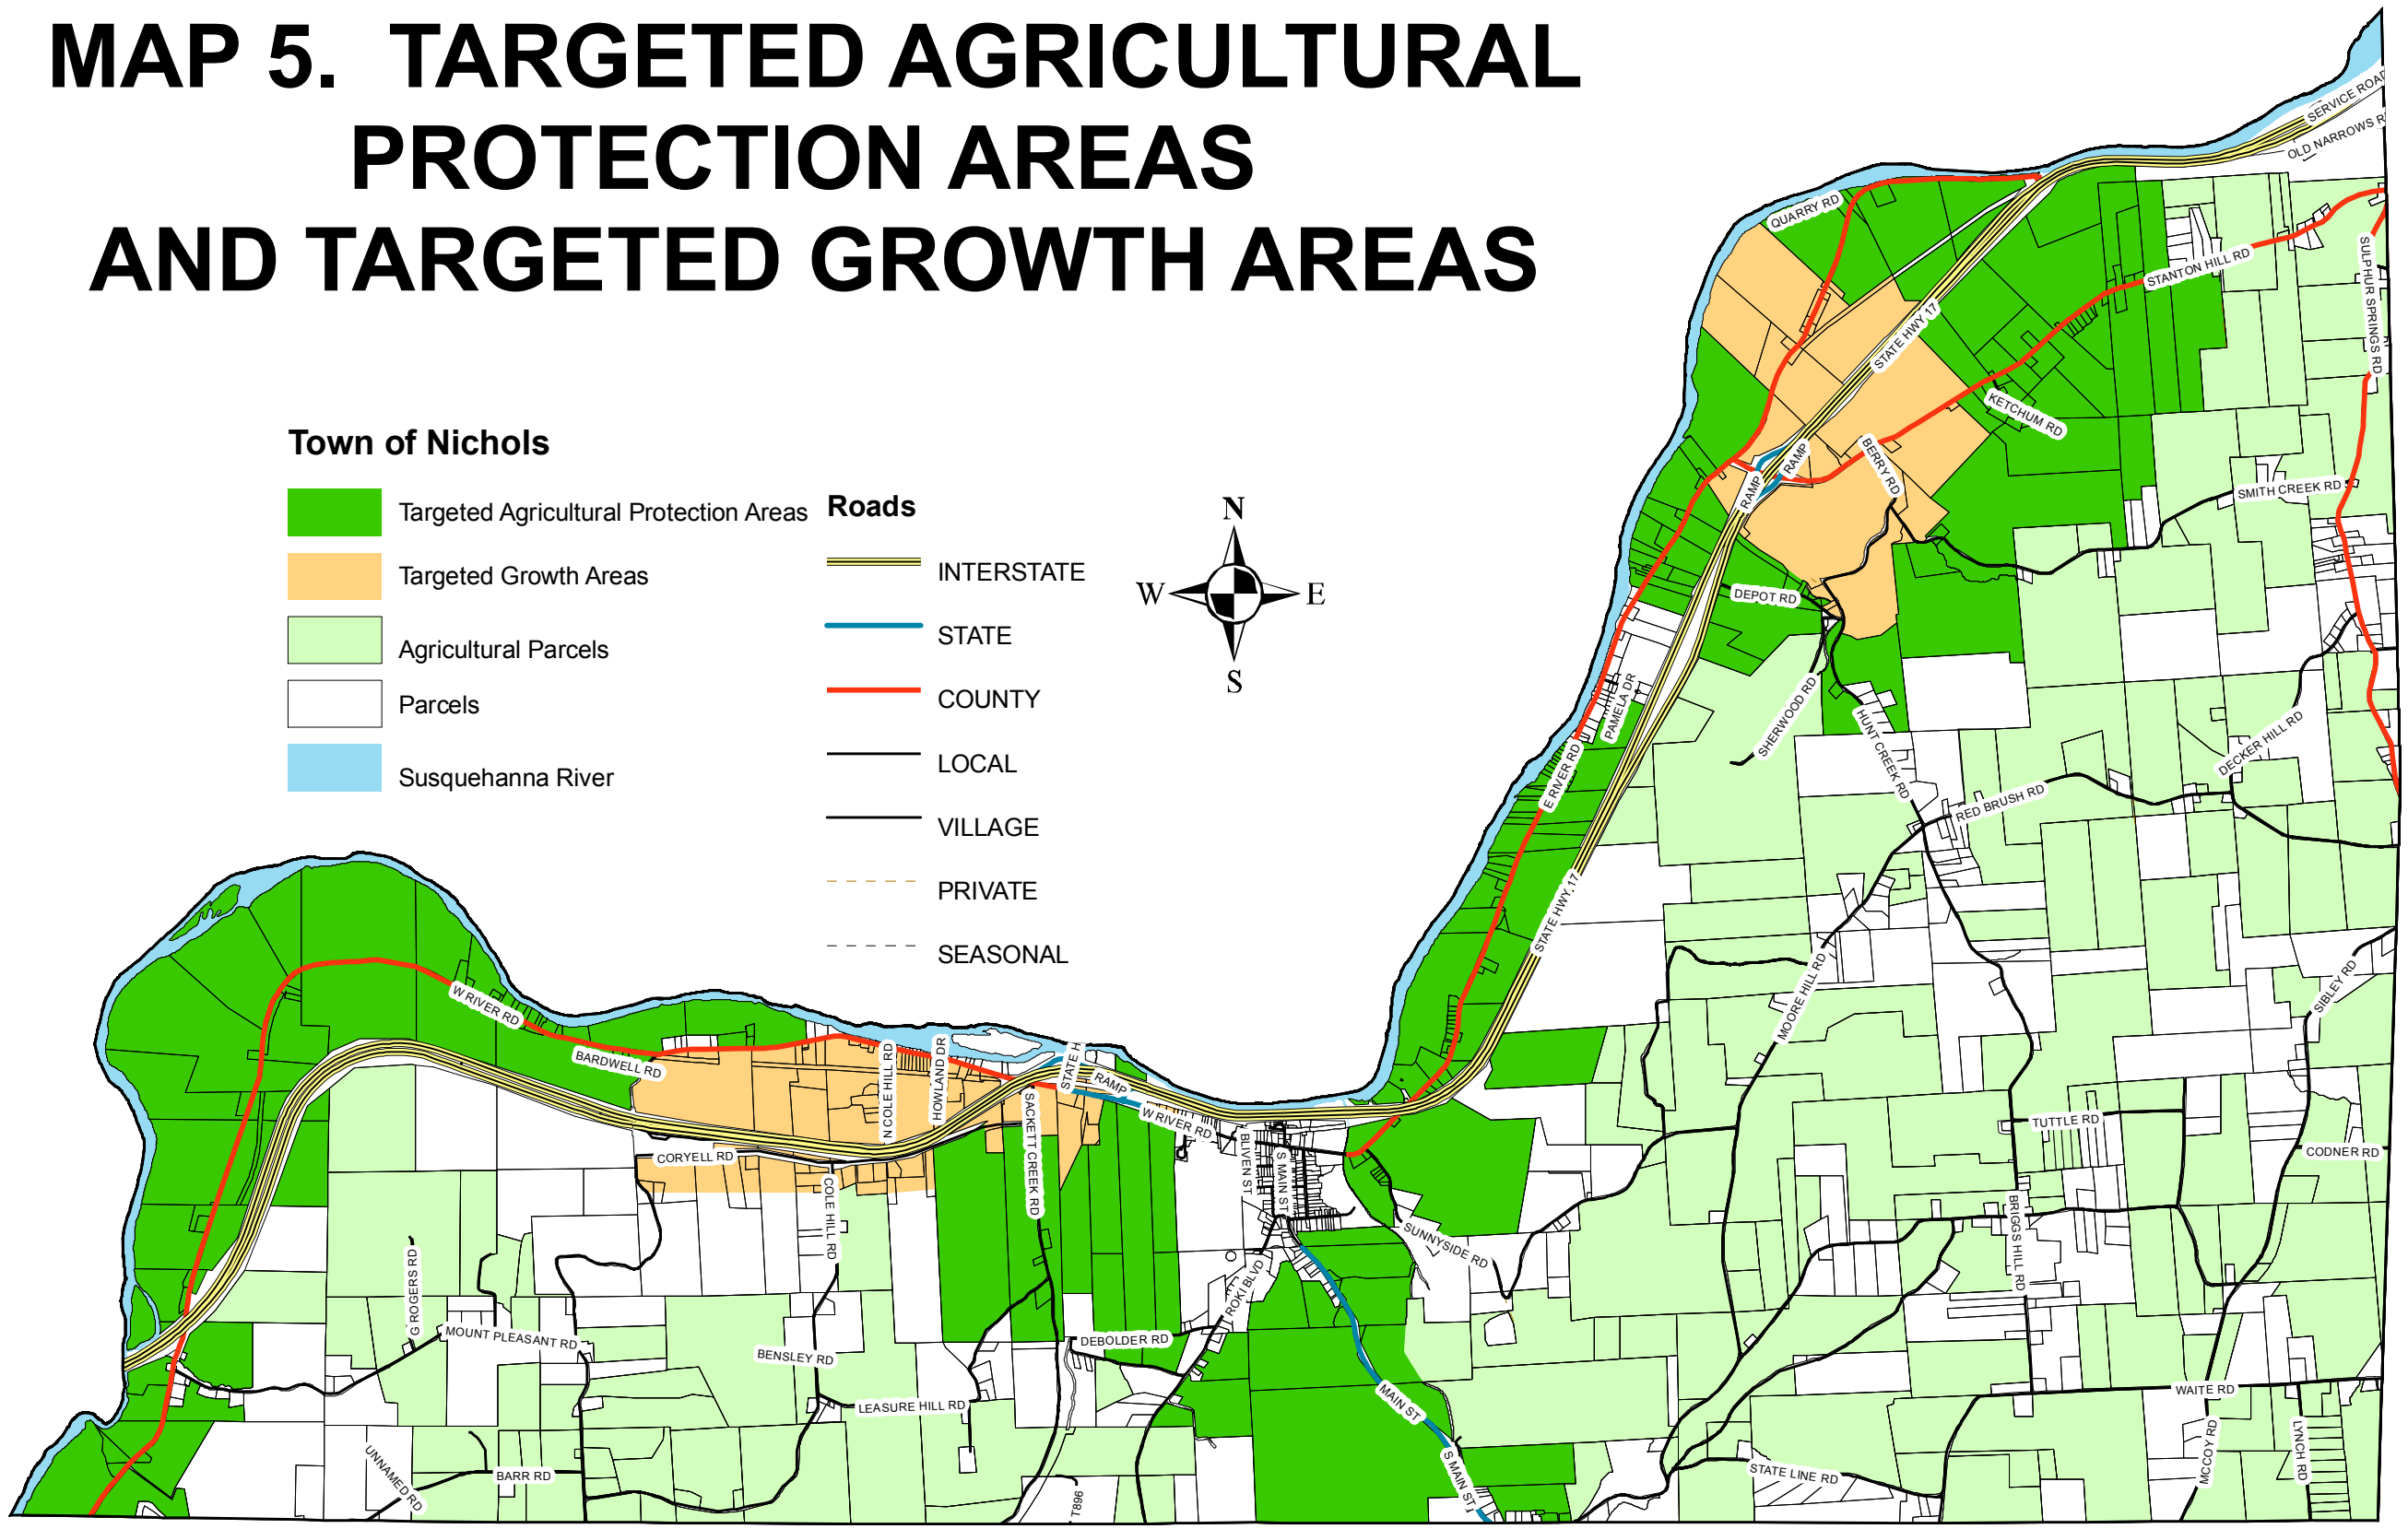 MAP 5. TARGETED AGRICULTURAL
PROTECTION AREAS
AND TARGETED GROWTH AREAS
Town of Nichols
Targeted Agricultural Protection Areas
Targeted Growth Areas
Agricultural Parcels
Parcels
Susquehanna River
Roads
INTERSTATE
STATE
COUNTY
LOCAL
VILLAGE
PRIVATE
SEASONAL
N
W
E
S
SERVICE ROAD
OLD NARROWS R
QUARRY RD
STANTON HILL RD
SULPHUR SPRINGS RD
STATE HWY 17
KETCHUM RD
BERRY RD
RAMP
RAMP
SMITH CREEK RD
DEPOT RD
PAMELA DR
SHERWOOD RD
HUNT CREEK RD
DECKER HILL RD
E RIVER RD
RED BRUSH RD
STATE HWY 17
MOORE HILL RD
SIBLEY RD
W RIVER RD
BARDWELL RD
N COLE HILL RD
HOWLAND DR
STATE H
RAMP
W RIVER RD
SACKETT CREEK RD
BLIVEN ST
S MAIN ST
TUTTLE RD
CODNER RD
CORYELL RD
COLE HILL RD
SUNNYSIDE RD
BRIGGS HILL RD
G ROGERS RD
ROKI BLVD
MOUNT PLEASANT RD
DEBOLDER RD
BENSLEY RD
LEASURE HILL RD
MAIN ST
WAITE RD
UNNAMED RD
BARR RD
T896
S MAIN ST
STATE LINE RD
MCCOY RD
LYNCH RD